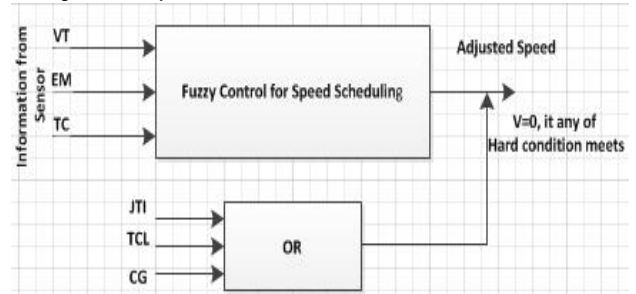 Information from
Sensor
VT
EM
TC
Fuzzy Control for Speed Scheduling
Adjusted Speed
V=0, it any of
Hard condition meets
JTI
TCL
CG
OR